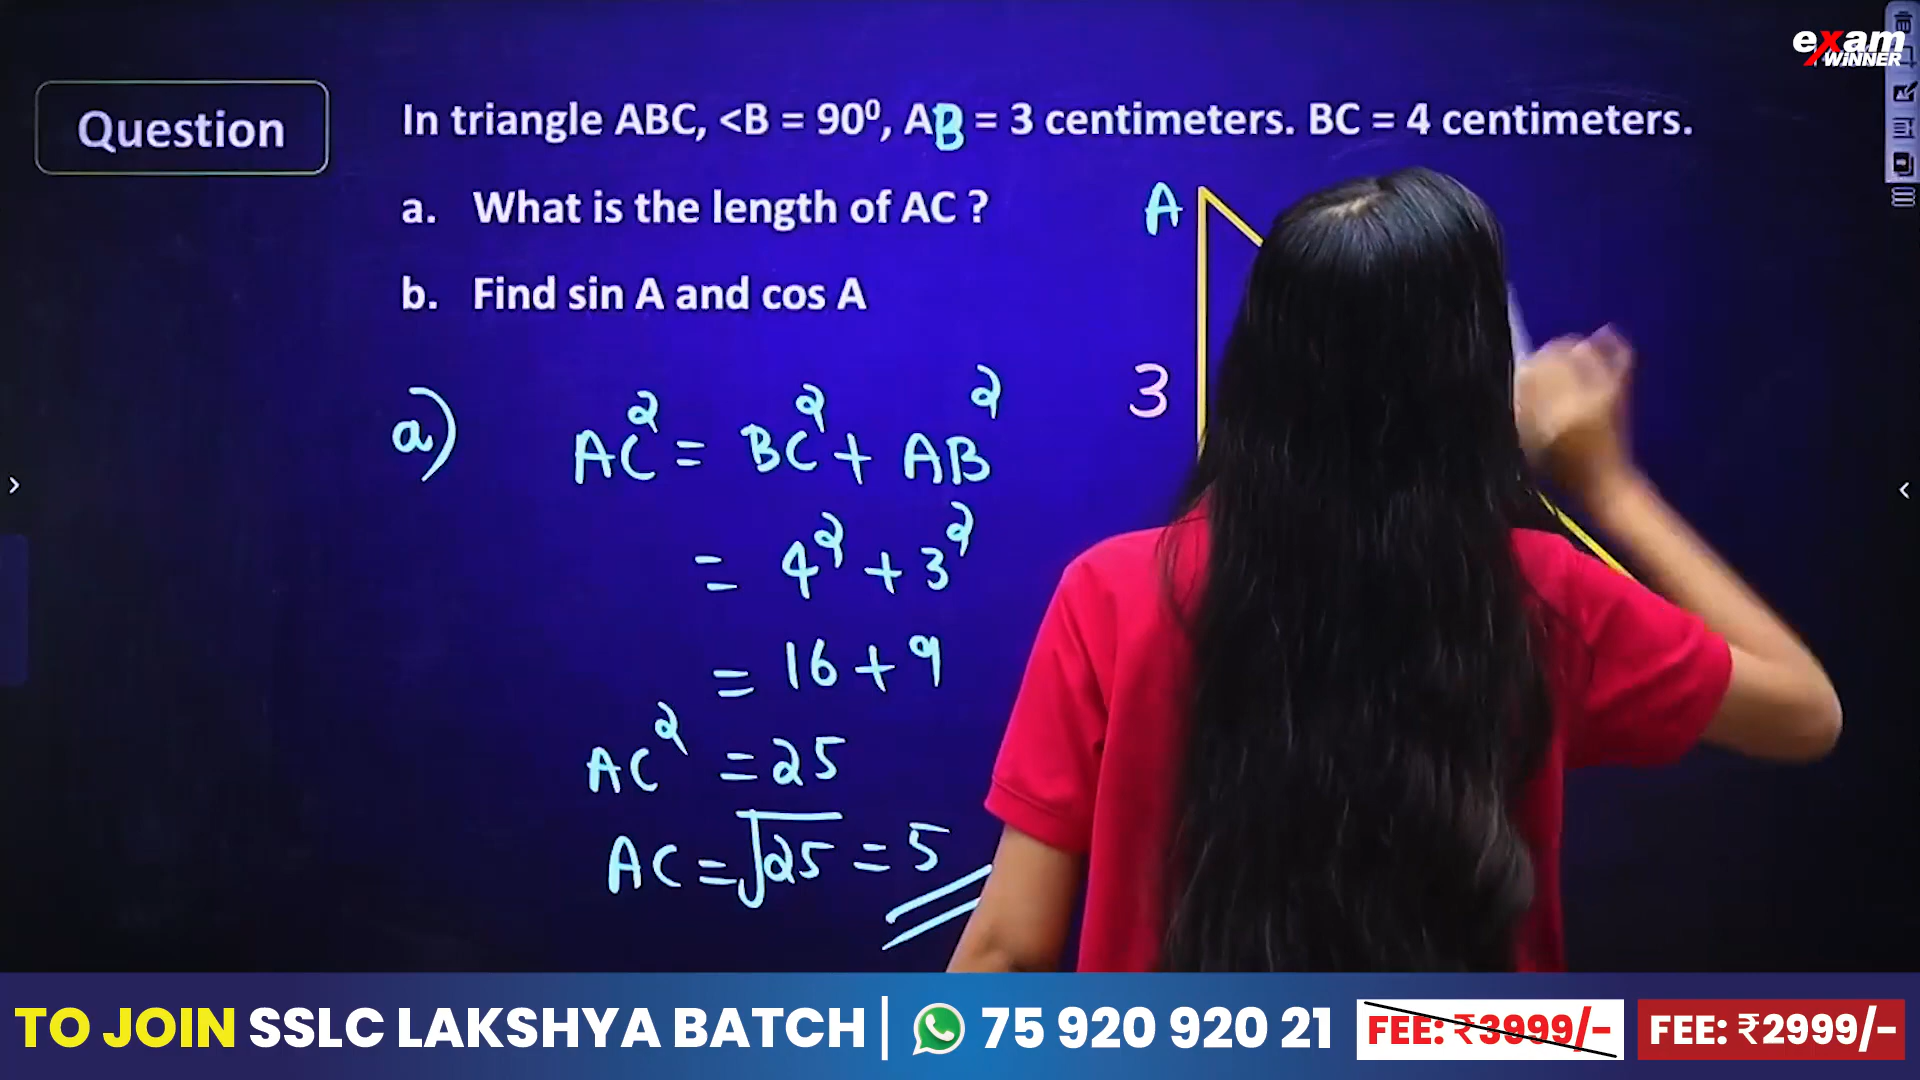 exam
WiNNER
Question
In triangle ABC, <B = 90⁰, AB = 3 centimeters. BC = 4 centimeters.
a. What is the length of AC ?
b. Find sin A and cos A
A
3
a) AC² = BC² + AB²
= 4² + 3²
= 16 + 9
AC² = 25
AC = √25 = 5
TO JOIN SSLC LAKSHYA BATCH | 75 920 920 21 FEE: ₹3999/- FEE: ₹2999/-